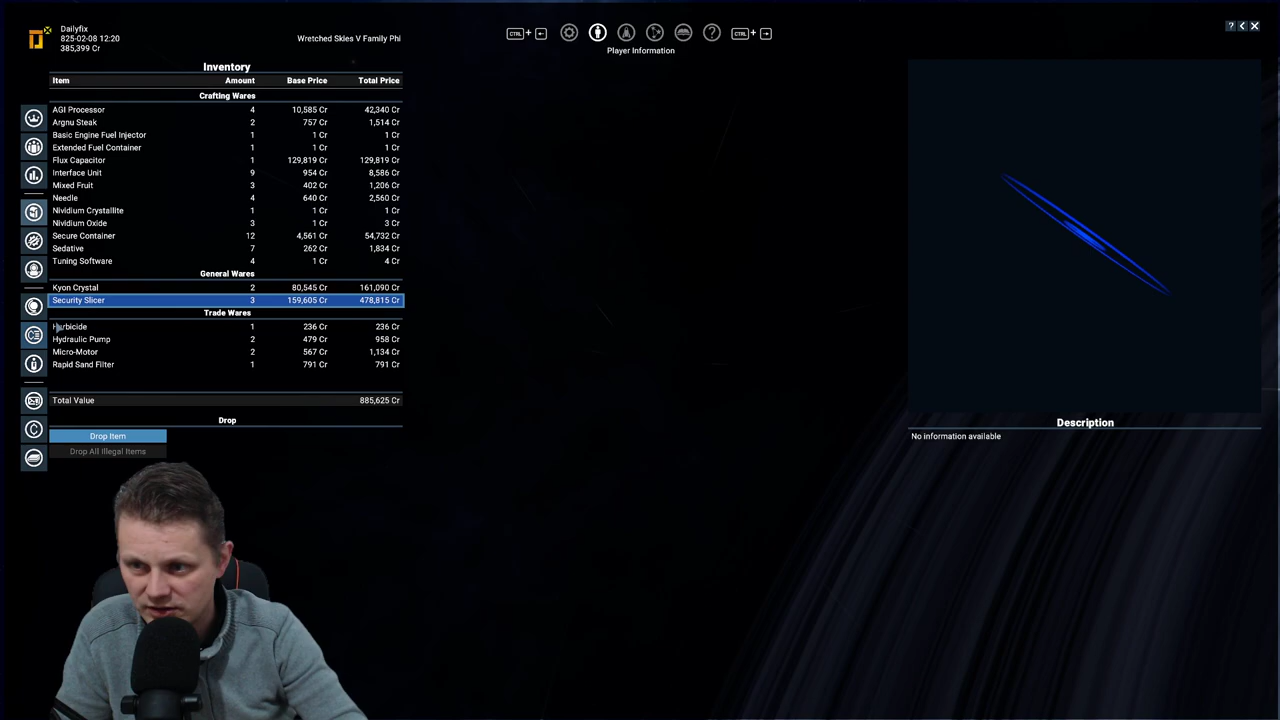 Dailyfix
825-02-08 12:20
385,399 Cr
Wretched Skies V Family Phi
CTRL + ←
CTRL + →
Player Information
? < X
Inventory
Item Amount Base Price Total Price
Crafting Wares
AGI Processor 4 10,585 Cr 42,340 Cr
Argnu Steak 2 757 Cr 1,514 Cr
Basic Engine Fuel Injector 1 1 Cr 1 Cr
Extended Fuel Container 1 1 Cr 1 Cr
Flux Capacitor 1 129,819 Cr 129,819 Cr
Interface Unit 9 954 Cr 8,586 Cr
Mixed Fruit 3 402 Cr 1,206 Cr
Needle 4 640 Cr 2,560 Cr
Nividium Crystallite 1 1 Cr 1 Cr
Nividium Oxide 3 1 Cr 3 Cr
Secure Container 12 4,561 Cr 54,732 Cr
Sedative 7 262 Cr 1,834 Cr
Tuning Software 4 1 Cr 4 Cr
General Wares
Kyon Crystal 2 80,545 Cr 161,090 Cr
Security Slicer 3 159,605 Cr 478,815 Cr
Trade Wares
Herbicide 1 236 Cr 236 Cr
Hydraulic Pump 2 479 Cr 958 Cr
Micro-Motor 2 567 Cr 1,134 Cr
Rapid Sand Filter 1 791 Cr 791 Cr
Total Value 885,625 Cr
Drop
Drop Item
Drop All Illegal Items
Description
No information available